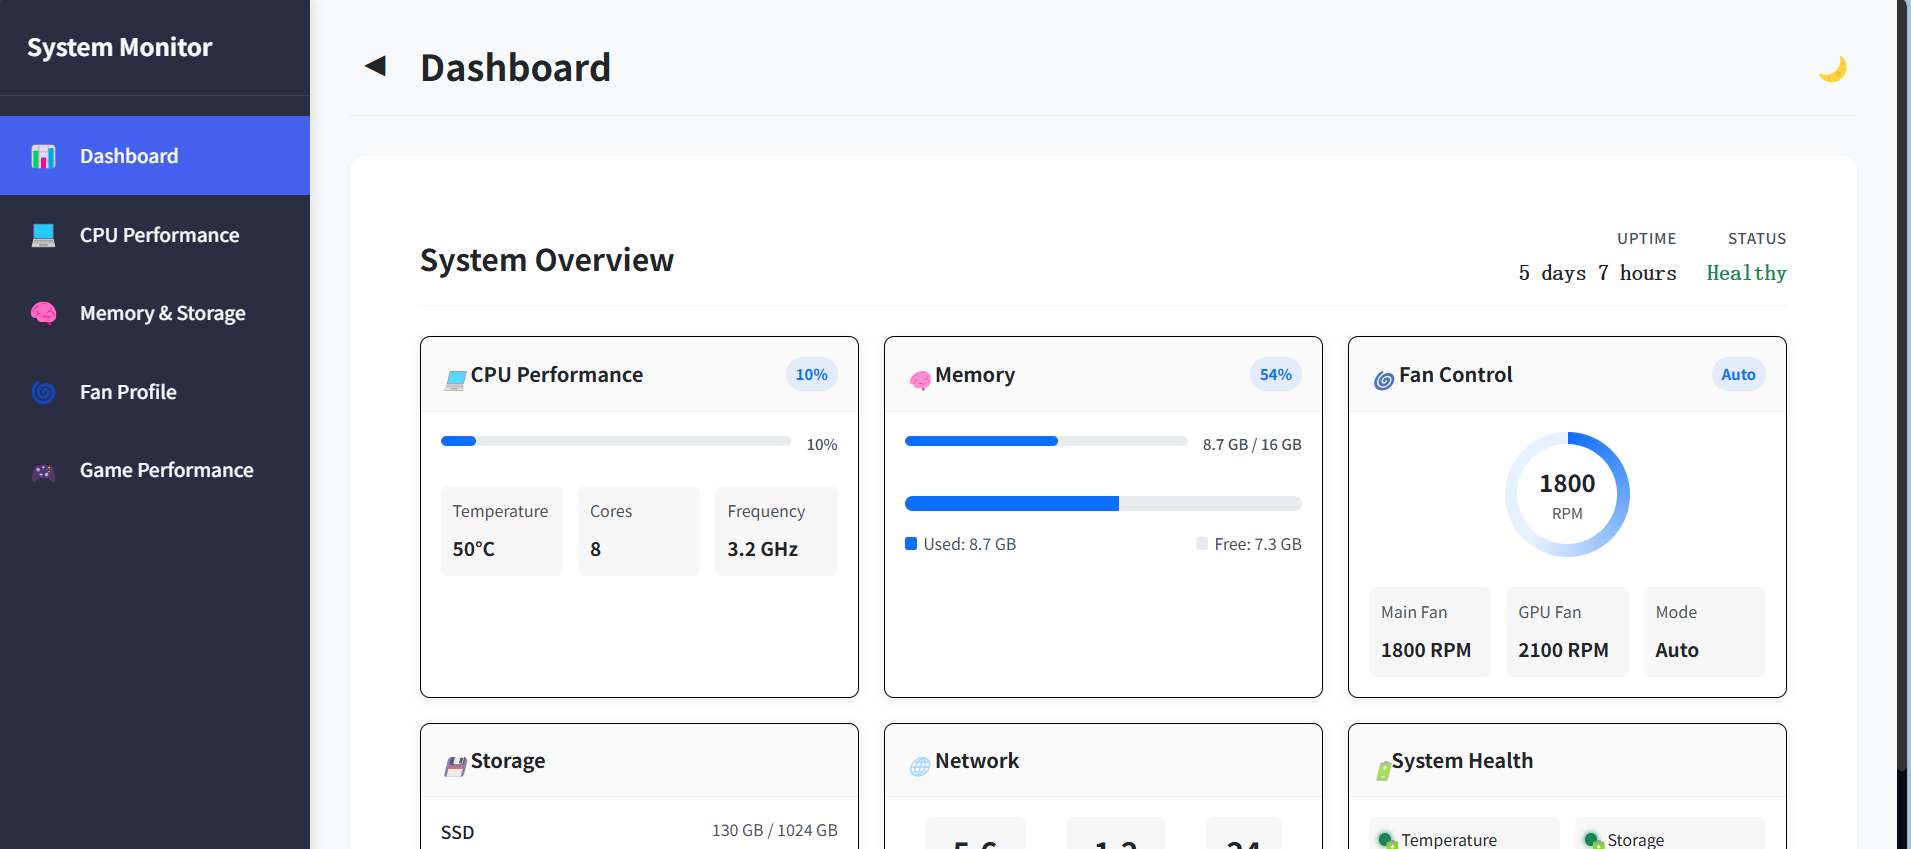 System Monitor
Dashboard
CPU Performance
Memory & Storage
Fan Profile
Game Performance
Dashboard
System Overview
UPTIME
5 days 7 hours
STATUS
Healthy
CPU Performance
10%
10%
Temperature
50°C
Cores
8
Frequency
3.2 GHz
Memory
54%
8.7 GB / 16 GB
Used: 8.7 GB
Free: 7.3 GB
Fan Control
Auto
1800
RPM
Main Fan
1800 RPM
GPU Fan
2100 RPM
Mode
Auto
Storage
SSD
130 GB / 1024 GB
Network
System Health
Temperature
Storage